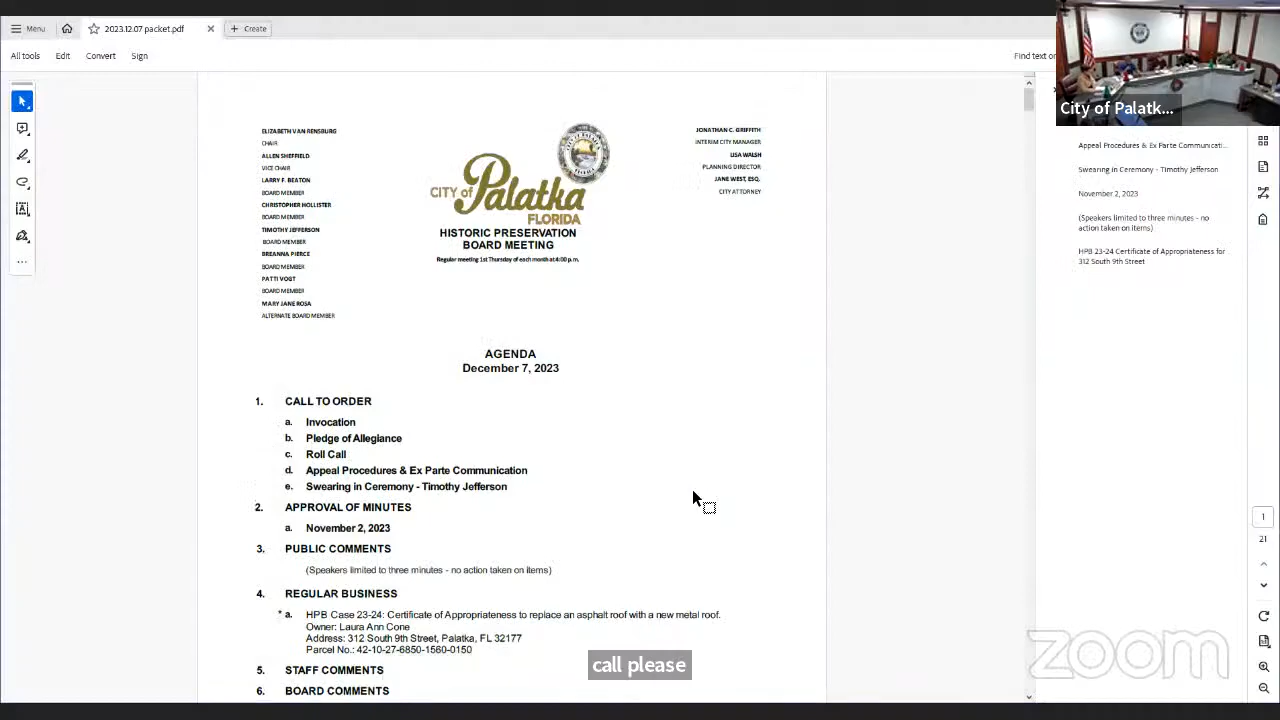 Menu
2023.12.07 packet.pdf
Create
All tools
Edit
Convert
Sign
Find text or
City of Palatk...
ELIZABETH VAN RENSBURG
CHAIR
ALLEN SHEFFIELD
VICE CHAIR
LARRY F. BEATON
BOARD MEMBER
CHRISTOPHER HOLLISTER
BOARD MEMBER
TIMOTHY JEFFERSON
BOARD MEMBER
BREANNA PIERCE
BOARD MEMBER
PATTI VOGT
BOARD MEMBER
MARY JANE ROSA
ALTERNATE BOARD MEMBER
CITY of Palatka
FLORIDA
HISTORIC PRESERVATION
BOARD MEETING
Regular meeting 1st Thursday of each month at 4:00 p.m.
JONATHAN C. GRIFFITH
INTERIM CITY MANAGER
LISA WALSH
PLANNING DIRECTOR
JANE WEST, ESQ.
CITY ATTORNEY
AGENDA
December 7, 2023
1. CALL TO ORDER
a. Invocation
b. Pledge of Allegiance
c. Roll Call
d. Appeal Procedures & Ex Parte Communication
e. Swearing in Ceremony - Timothy Jefferson
2. APPROVAL OF MINUTES
a. November 2, 2023
3. PUBLIC COMMENTS
(Speakers limited to three minutes - no action taken on items)
4. REGULAR BUSINESS
* a. HPB Case 23-24: Certificate of Appropriateness to replace an asphalt roof with a new metal roof.
Owner: Laura Ann Cone
Address: 312 South 9th Street, Palatka, FL 32177
Parcel No.: 42-10-27-6850-1560-0150
5. STAFF COMMENTS
6. BOARD COMMENTS
call please
Appeal Procedures & Ex Parte Communicati...
Swearing in Ceremony - Timothy Jefferson
November 2, 2023
(Speakers limited to three minutes - no
action taken on items)
HPB 23-24 Certificate of Appropriateness for
312 South 9th Street
1
21
zoom